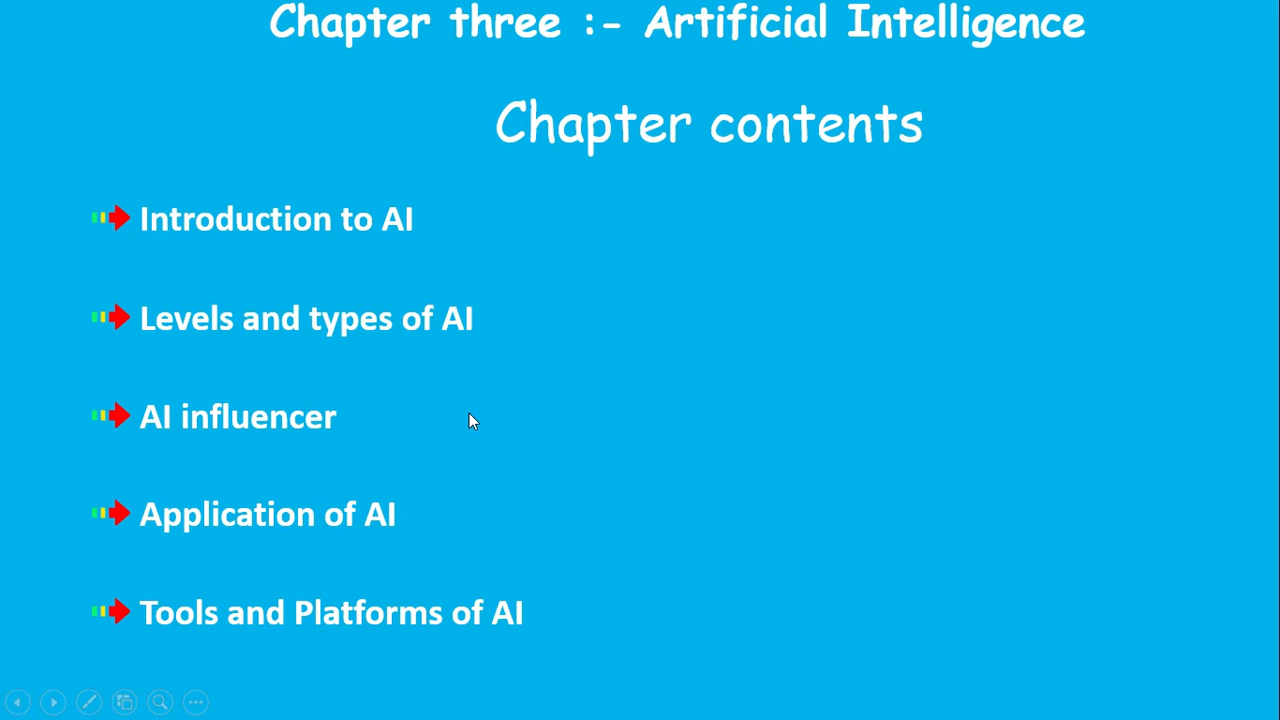 Chapter three :- Artificial Intelligence
Chapter contents
Introduction to AI
Levels and types of AI
AI influencer
Application of AI
Tools and Platforms of AI